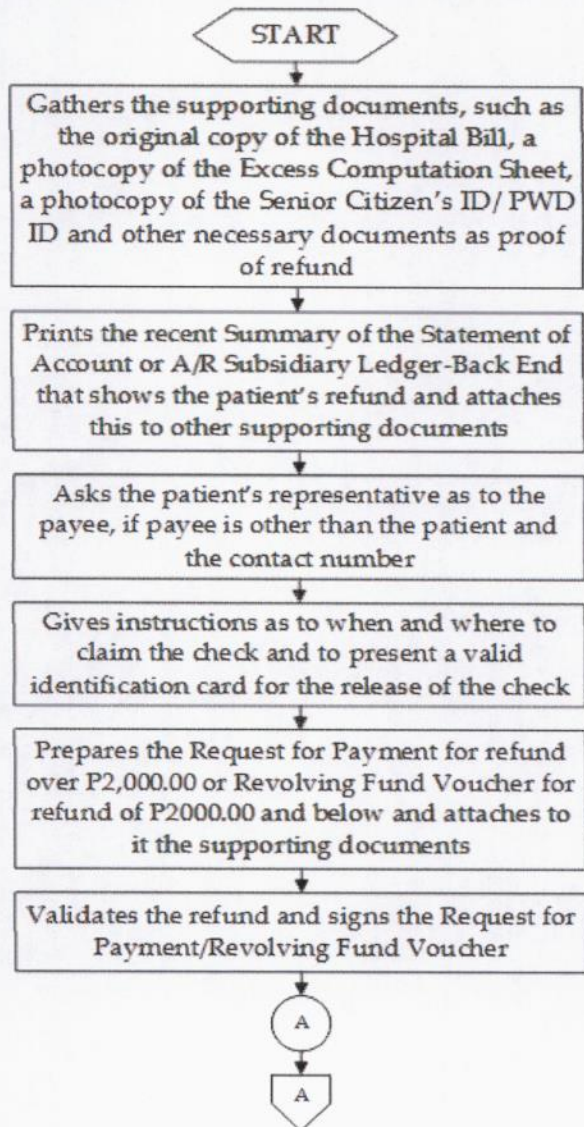 START
Gathers the supporting documents, such as
the original copy of the Hospital Bill, a
photocopy of the Excess Computation Sheet,
a photocopy of the Senior Citizen's ID/ PWD
ID and other necessary documents as proof
of refund
Prints the recent Summary of the Statement of
Account or A/R Subsidiary Ledger-Back End
that shows the patient's refund and attaches
this to other supporting documents
Asks the patient's representative as to the
payee, if payee is other than the patient and
the contact number
Gives instructions as to when and where to
claim the check and to present a valid
identification card for the release of the check
Prepares the Request for Payment for refund
over P2,000.00 or Revolving Fund Voucher for
refund of P2000.00 and below and attaches to
it the supporting documents
Validates the refund and signs the Request for
Payment/Revolving Fund Voucher
A
A